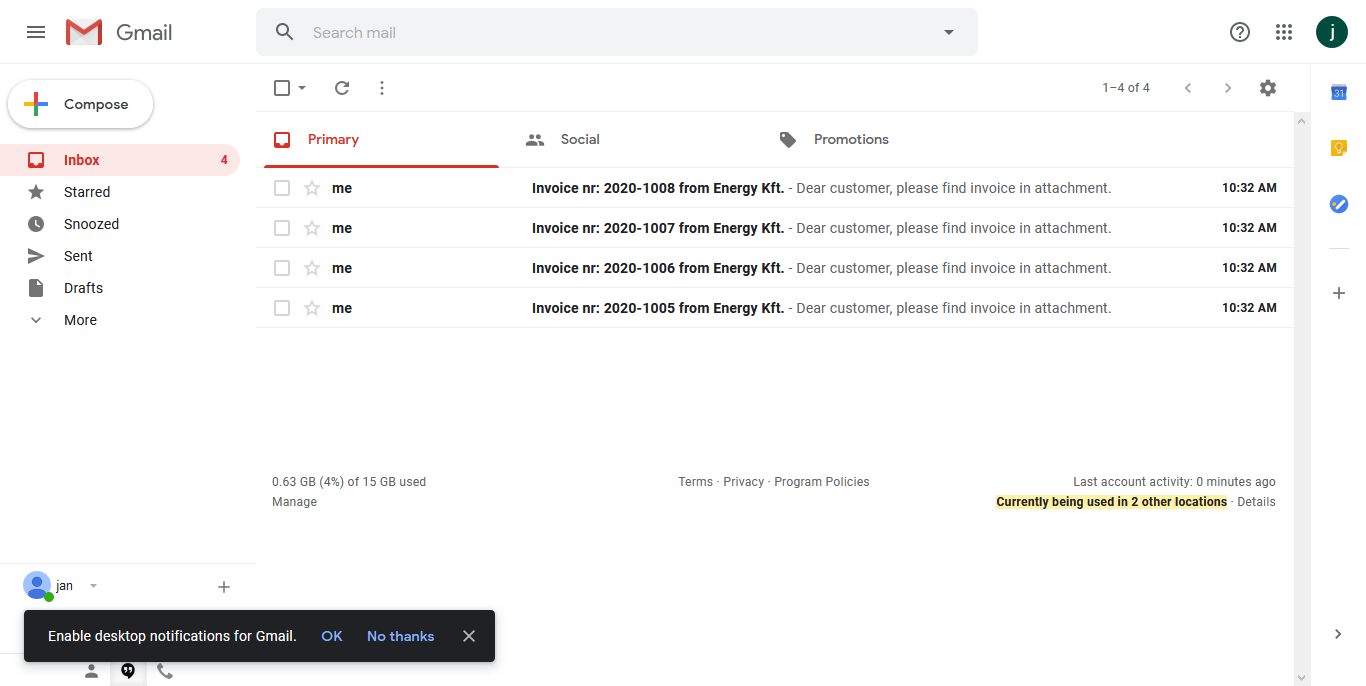 Gmail
Search mail
j
Compose
1–4 of 4
31
Primary
Social
Promotions
Inbox 4
Starred
Snoozed
Sent
Drafts
More
me Invoice nr: 2020-1008 from Energy Kft. - Dear customer, please find invoice in attachment. 10:32 AM
me Invoice nr: 2020-1007 from Energy Kft. - Dear customer, please find invoice in attachment. 10:32 AM
me Invoice nr: 2020-1006 from Energy Kft. - Dear customer, please find invoice in attachment. 10:32 AM
me Invoice nr: 2020-1005 from Energy Kft. - Dear customer, please find invoice in attachment. 10:32 AM
0.63 GB (4%) of 15 GB used
Manage
Terms · Privacy · Program Policies
Last account activity: 0 minutes ago
Currently being used in 2 other locations · Details
jan
Enable desktop notifications for Gmail. OK No thanks